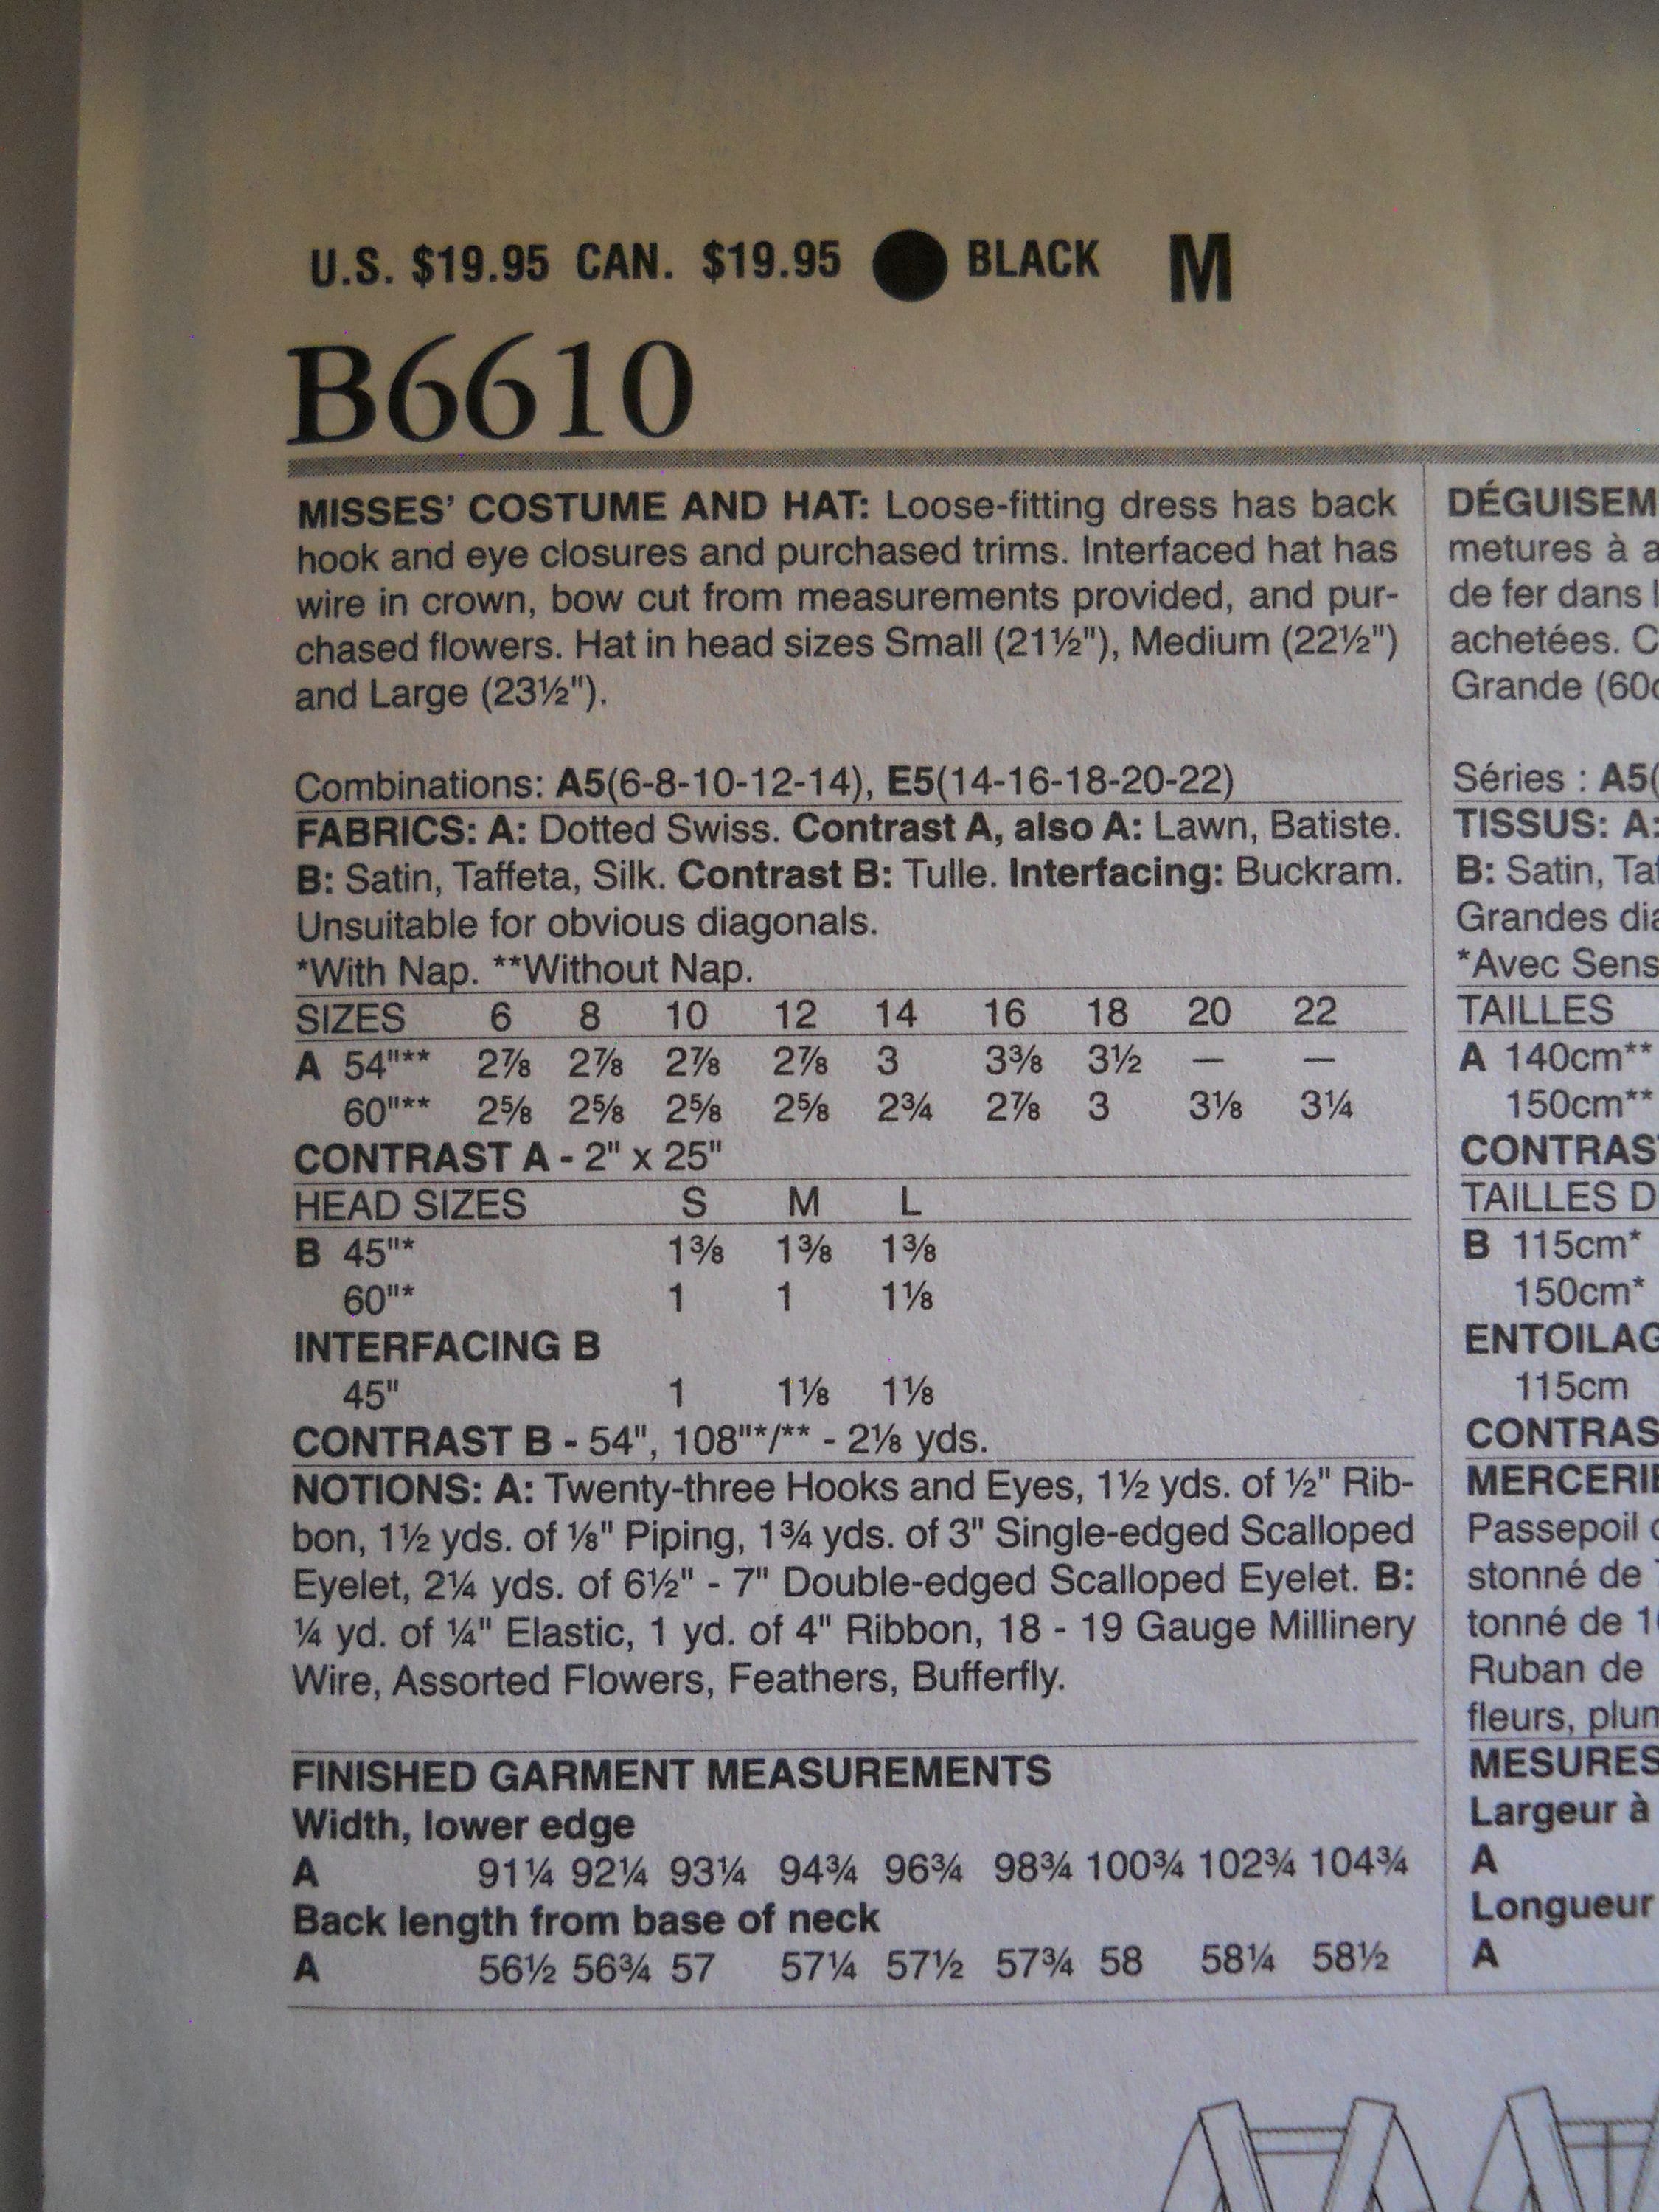 U.S. $19.95 CAN. $19.95 ● BLACK M
B6610
MISSES' COSTUME AND HAT: Loose-fitting dress has back
hook and eye closures and purchased trims. Interfaced hat has
wire in crown, bow cut from measurements provided, and pur-
chased flowers. Hat in head sizes Small (21½"), Medium (22½")
and Large (23½").
Combinations: A5(6-8-10-12-14), E5(14-16-18-20-22)
FABRICS: A: Dotted Swiss. Contrast A, also A: Lawn, Batiste.
B: Satin, Taffeta, Silk. Contrast B: Tulle. Interfacing: Buckram.
Unsuitable for obvious diagonals.
*With Nap. **Without Nap.
SIZES 6 8 10 12 14 16 18 20 22
A 54"** 2⅞ 2⅞ 2⅞ 2⅞ 3 3⅜ 3½ — —
60"** 2⅝ 2⅝ 2⅝ 2⅝ 2¾ 2⅞ 3 3⅛ 3¼
CONTRAST A - 2" x 25"
HEAD SIZES S M L
B 45"* 1⅜ 1⅜ 1⅜
60"* 1 1 1⅛
INTERFACING B
45" 1 1⅛ 1⅛
CONTRAST B - 54", 108"*/** - 2⅛ yds.
NOTIONS: A: Twenty-three Hooks and Eyes, 1½ yds. of ½" Rib-
bon, 1½ yds. of ⅛" Piping, 1¾ yds. of 3" Single-edged Scalloped
Eyelet, 2¼ yds. of 6½" - 7" Double-edged Scalloped Eyelet. B:
¼ yd. of ¼" Elastic, 1 yd. of 4" Ribbon, 18 - 19 Gauge Millinery
Wire, Assorted Flowers, Feathers, Bufferfly.
FINISHED GARMENT MEASUREMENTS
Width, lower edge
A 91¼ 92¼ 93¼ 94¾ 96¾ 98¾ 100¾ 102¾ 104¾
Back length from base of neck
A 56½ 56¾ 57 57¼ 57½ 57¾ 58 58¼ 58½
DÉGUISEM
metures à a
de fer dans l
achetées. C
Grande (60c
Séries : A5(
TISSUS: A:
B: Satin, Taf
Grandes dia
*Avec Sens
TAILLES
A 140cm**
150cm**
CONTRAST
TAILLES D
B 115cm*
150cm*
ENTOILAG
115cm
CONTRAS
MERCERIE
Passepoil
stonné de
tonné de 1
Ruban de
fleurs, plum
MESURES
Largeur à
A
Longueur
A